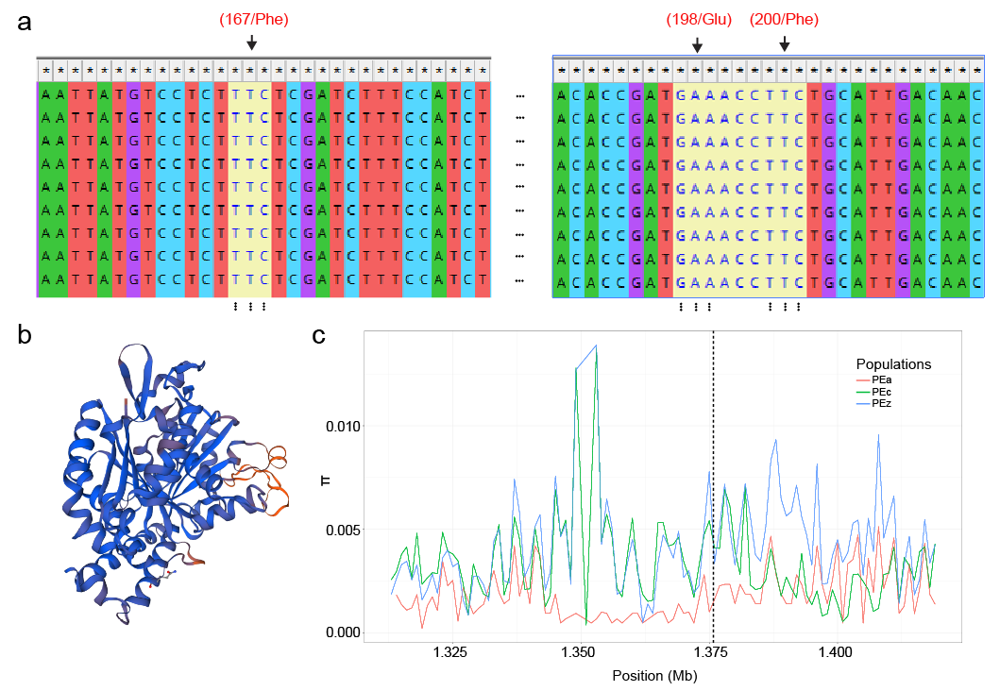 a
(167/Phe) (198/Glu) (200/Phe)
* * * * * * * * * * * * * * * * * * * * * * * * * * * * * * * * * * * * * * * * * * * * * * * * * * * * * * * * * * * *
AATTATGTCCTCTTTCTCGATCTTTCCATCT ... ACACCGATGAAACCTTCTGCATTGACAAC
AATTATGTCCTCTTTCTCGATCTTTCCATCT ... ACACCGATGAAACCTTCTGCATTGACAAC
AATTATGTCCTCTTTCTCGATCTTTCCATCT ... ACACCGATGAAACCTTCTGCATTGACAAC
AATTATGTCCTCTTTCTCGATCTTTCCATCT ... ACACCGATGAAACCTTCTGCATTGACAAC
AATTATGTCCTCTTTCTCGATCTTTCCATCT ... ACACCGATGAAACCTTCTGCATTGACAAC
AATTATGTCCTCTTTCTCGATCTTTCCATCT ... ACACCGATGAAACCTTCTGCATTGACAAC
AATTATGTCCTCTTTCTCGATCTTTCCATCT ... ACACCGATGAAACCTTCTGCATTGACAAC
AATTATGTCCTCTTTCTCGATCTTTCCATCT ... ACACCGATGAAACCTTCTGCATTGACAAC
AATTATGTCCTCTTTCTCGATCTTTCCATCT ... ACACCGATGAAACCTTCTGCATTGACAAC
b
c
Populations
PEa
PEc
PEz
0.010
π
0.005
0.000
1.325 1.350 1.375 1.400
Position (Mb)